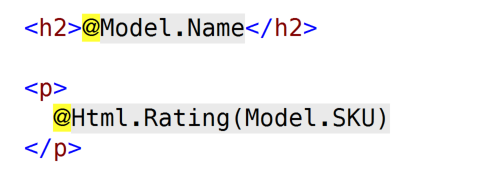 <h2>@Model.Name</h2>
<p>
@Html.Rating(Model.SKU)
</p>